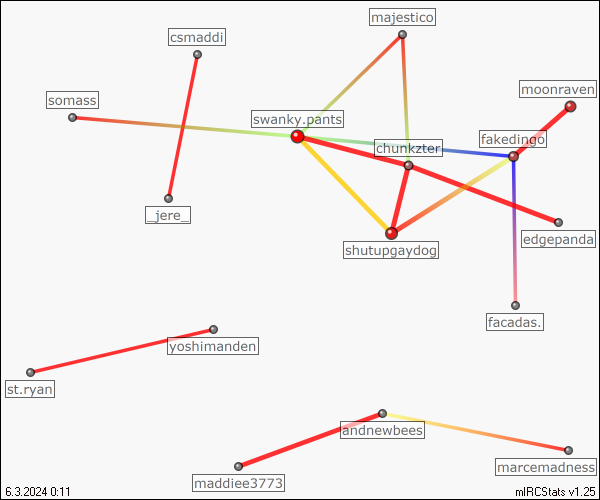 majestico
csmaddi
moonraven
somass
swanky.pants
fakedingo
chunkzter
_jere_
edgepanda
shutupgaydog
facadas.
yoshimanden
st.ryan
andnewbees
marcemadness
maddiee3773
6.3.2024 0:11
mIRCStats v1.25